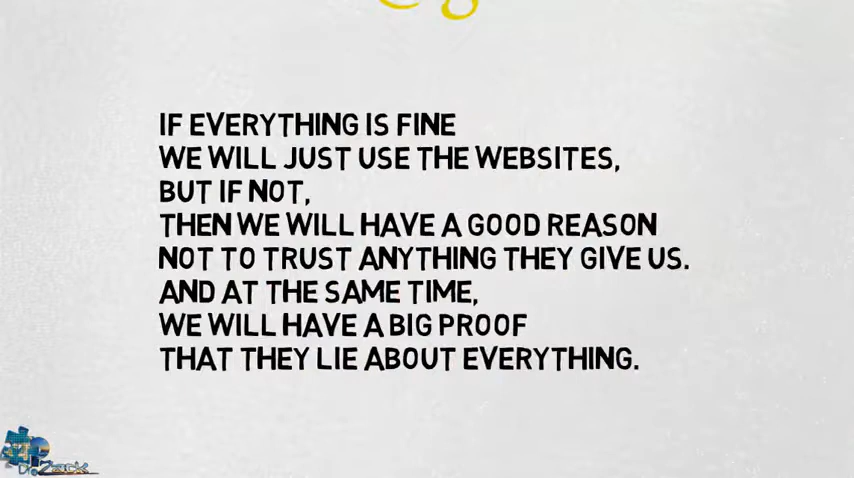 IF EVERYTHING IS FINE
WE WILL JUST USE THE WEBSITES,
BUT IF NOT,
THEN WE WILL HAVE A GOOD REASON
NOT TO TRUST ANYTHING THEY GIVE US.
AND AT THE SAME TIME,
WE WILL HAVE A BIG PROOF
THAT THEY LIE ABOUT EVERYTHING.